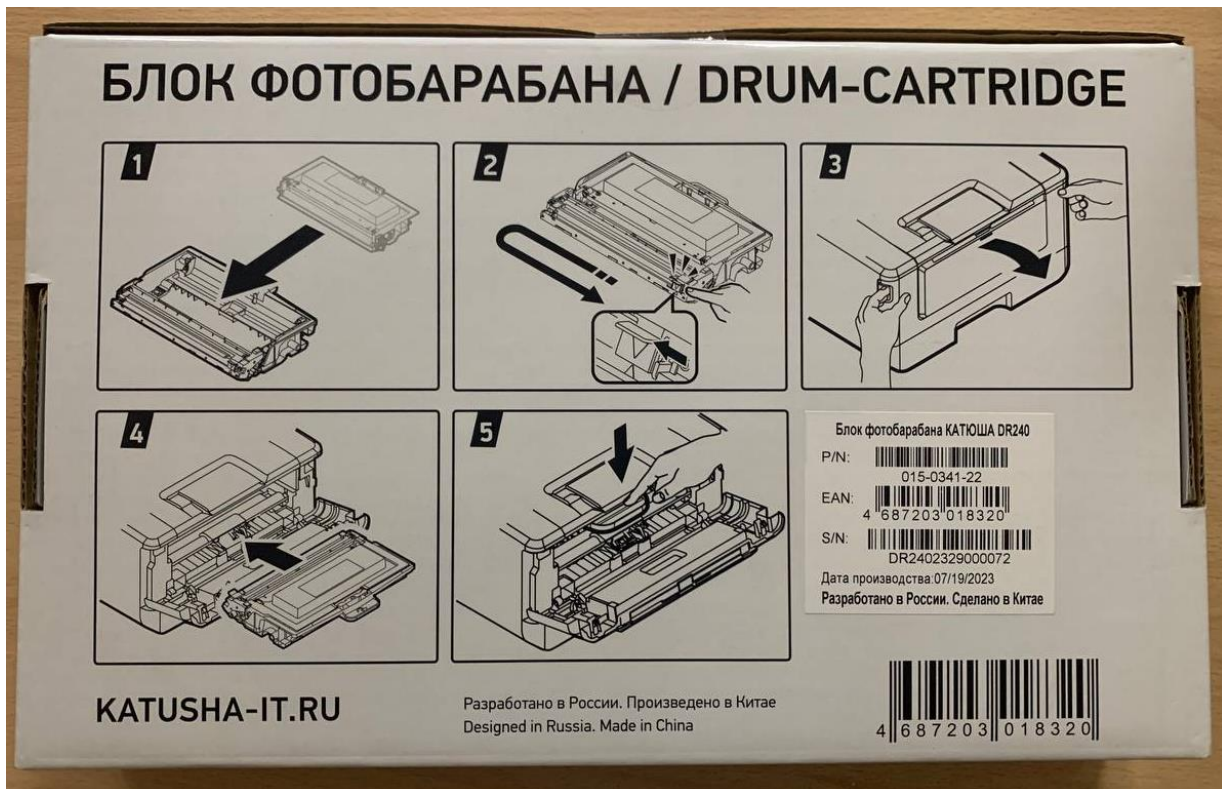 БЛОК ФОТОБАРАБАНА / DRUM-CARTRIDGE
1
2
3
4
5
Блок фотобарабана КАТЮША DR240
P/N:
015-0341-22
EAN:
4 687203 018320
S/N:
DR2402329000072
Дата производства:07/19/2023
Разработано в России. Сделано в Китае
KATUSHA-IT.RU
Разработано в России. Произведено в Китае
Designed in Russia. Made in China
4 687203 018320